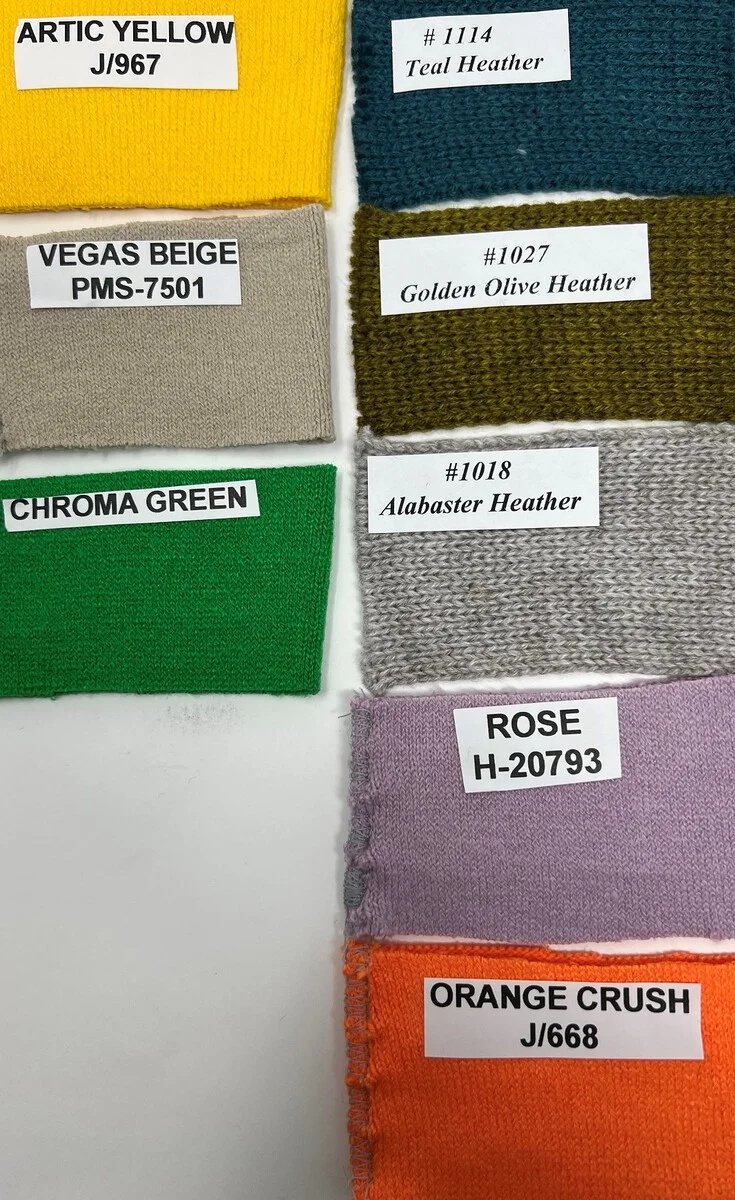 ARTIC YELLOW
J/967
VEGAS BEIGE
PMS-7501
CHROMA GREEN
# 1114
Teal Heather
#1027
Golden Olive Heather
#1018
Alabaster Heather
ROSE
H-20793
ORANGE CRUSH
J/668